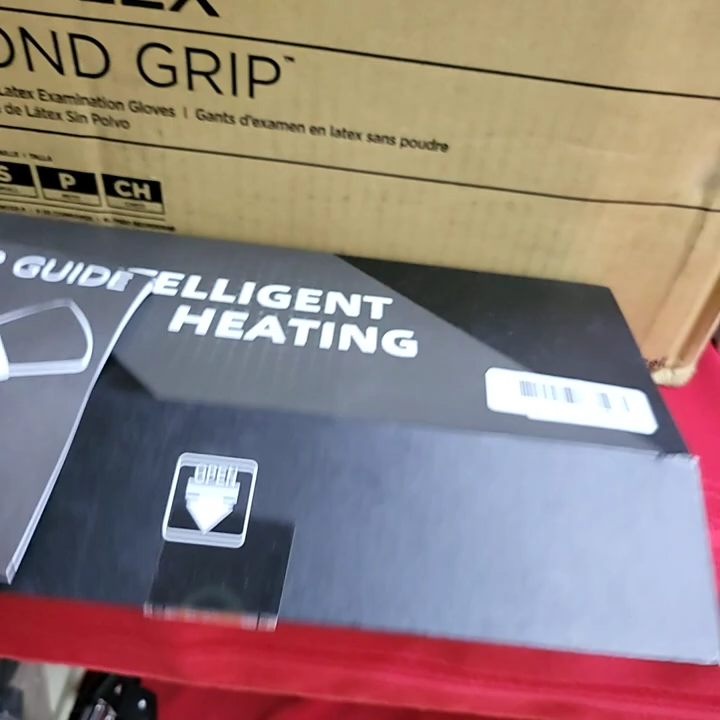 OND GRIP™
Latex Examination Gloves | Gants d'examen en latex sans poudre
de Látex Sin Polvo
S P CH
GUIDE
ELLIGENT
HEATING
OPEN